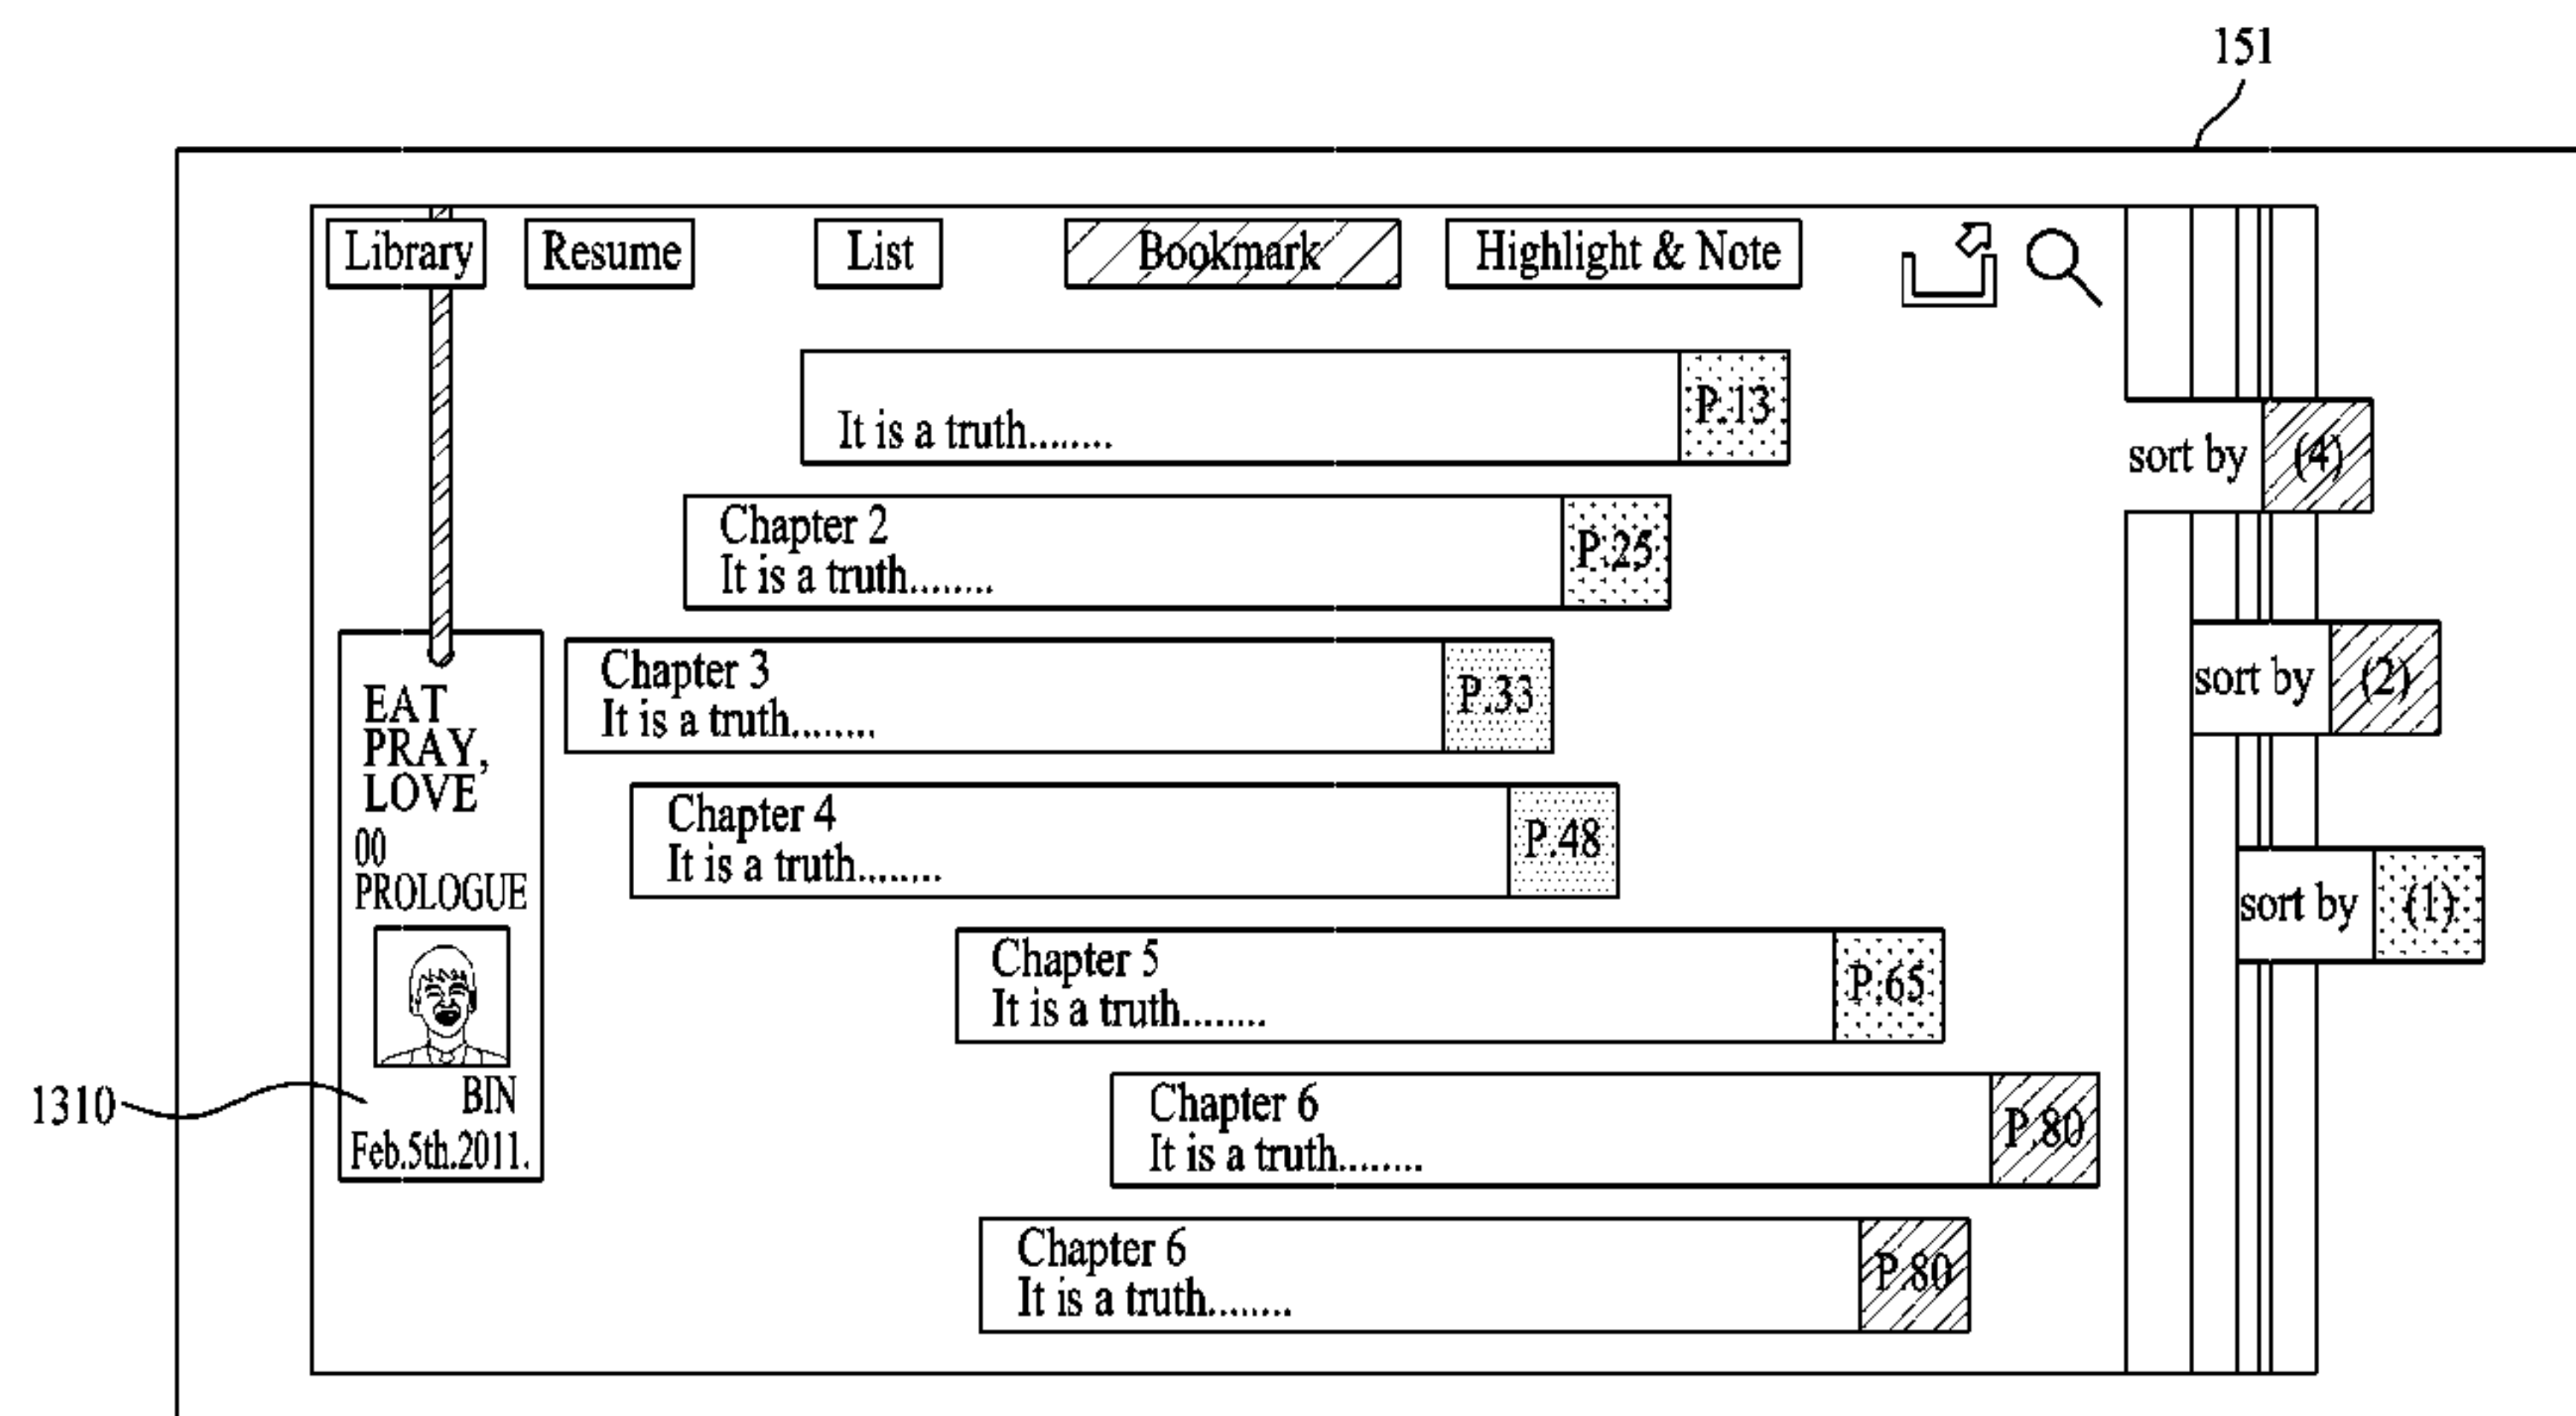 151
Library Resume List Bookmark Highlight & Note
It is a truth........ P.13
sort by (4)
Chapter 2
It is a truth........ P.25
Chapter 3
It is a truth........ P.33
sort by (2)
EAT
PRAY,
LOVE
00
PROLOGUE
Chapter 4
It is a truth........ P.48
sort by (1)
Chapter 5
It is a truth........ P.65
1310
BIN
Feb.5th.2011.
Chapter 6
It is a truth........ P.80
Chapter 6
It is a truth........ P.80